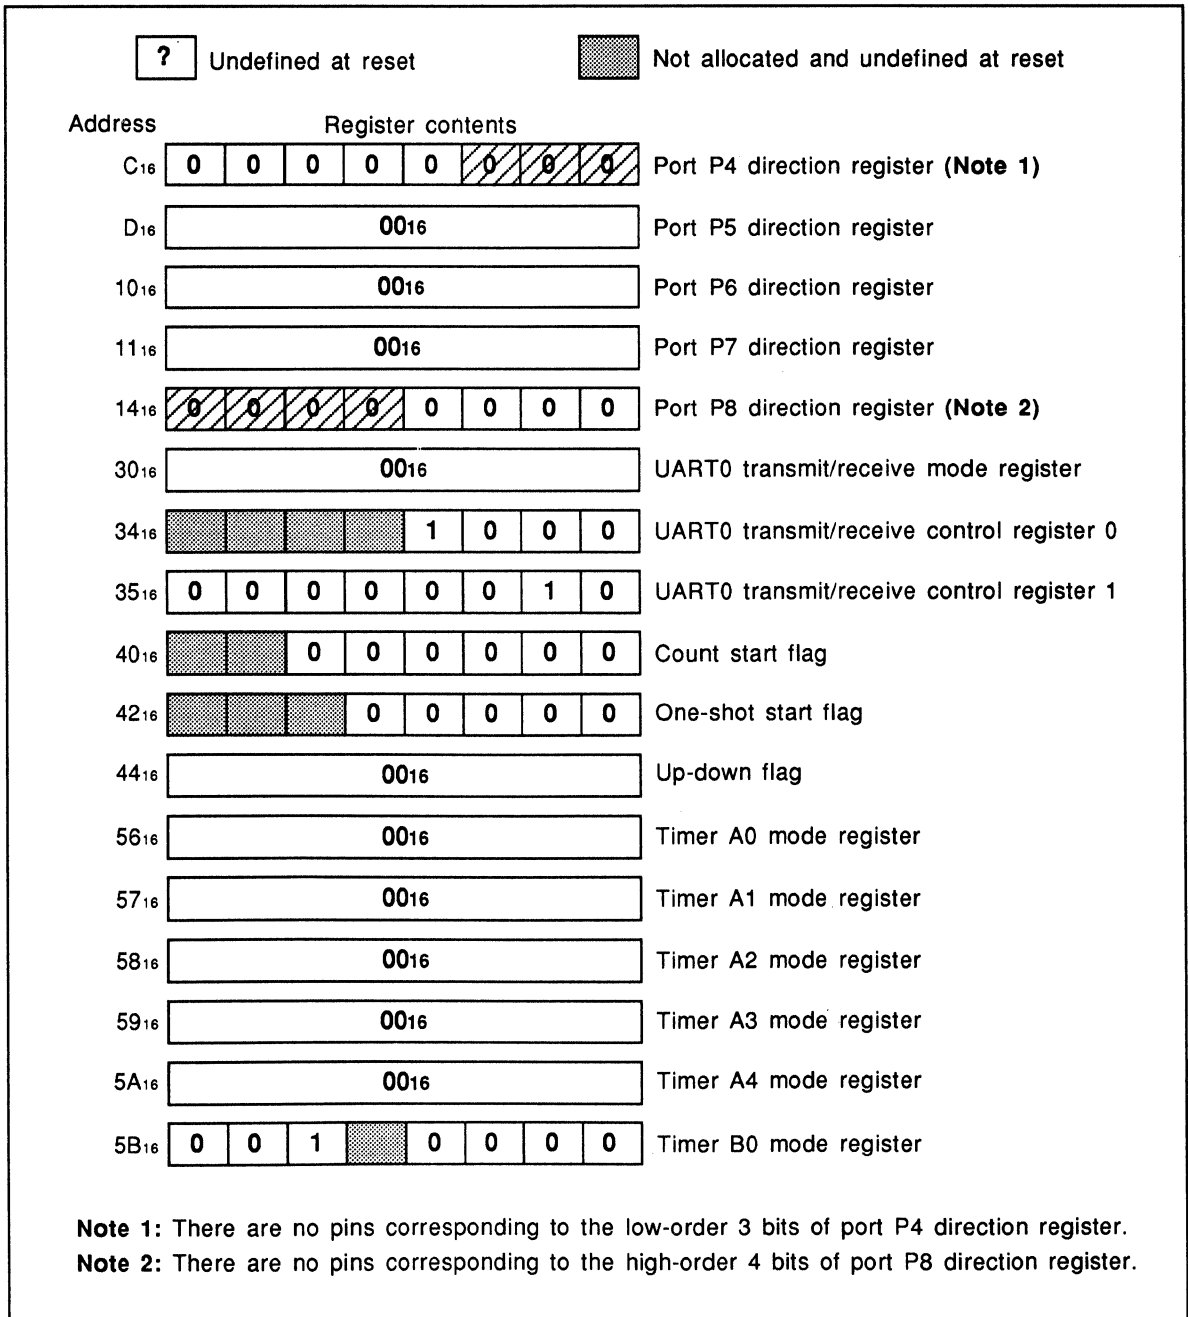 ? Undefined at reset Not allocated and undefined at reset
Address Register contents
C16 0 0 0 0 0 0 0 0 Port P4 direction register (Note 1)
D16 0016 Port P5 direction register
1016 0016 Port P6 direction register
1116 0016 Port P7 direction register
1416 0 0 0 0 0 0 0 0 Port P8 direction register (Note 2)
3016 0016 UART0 transmit/receive mode register
3416 1 0 0 0 UART0 transmit/receive control register 0
3516 0 0 0 0 0 0 1 0 UART0 transmit/receive control register 1
4016 0 0 0 0 0 0 Count start flag
4216 0 0 0 0 0 One-shot start flag
4416 0016 Up-down flag
5616 0016 Timer A0 mode register
5716 0016 Timer A1 mode register
5816 0016 Timer A2 mode register
5916 0016 Timer A3 mode register
5A16 0016 Timer A4 mode register
5B16 0 0 1 0 0 0 0 Timer B0 mode register
Note 1: There are no pins corresponding to the low-order 3 bits of port P4 direction register.
Note 2: There are no pins corresponding to the high-order 4 bits of port P8 direction register.